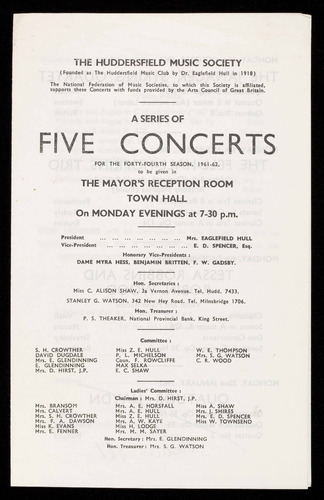 THE HUDDERSFIELD MUSIC SOCIETY
(Founded as The Huddersfield Music Club by Dr. Eaglefield Hull in 1918)
The National Federation of Music Societies, to which this Society is affiliated,
supports these Concerts with funds provided by the Arts Council of Great Britain.
A SERIES OF
FIVE CONCERTS
FOR THE FORTY-FOURTH SEASON, 1961-62,
to be given in
THE MAYOR'S RECEPTION ROOM
TOWN HALL
On MONDAY EVENINGS at 7-30 p.m.
President ... ... ... ... ... ... ... Mrs. EAGLEFIELD HULL
Vice-President ... ... ... ... ... ... E. D. SPENCER, Esq.
Honorary Vice-Presidents :
DAME MYRA HESS, BENJAMIN BRITTEN, F. W. GADSBY.
Hon. Secretaries :
Miss C. ALISON SHAW, 3a Vernon Avenue. Tel. Hudd. 7433.
STANLEY G. WATSON, 342 New Hey Road. Tel. Milnsbridge 1706.
Hon. Treasurer :
P. S. THEAKER, National Provincial Bank, King Street.
Committee :
S. H. CROWTHER Miss Z. E. HULL W. E. THOMPSON
DAVID DUGDALE P. L. MICHELSON Mrs. S. G. WATSON
Mrs. E. GLENDINNING Coun. F. ROWCLIFFE C. R. WOOD
E. GLENDINNING MAX SELKA
Mrs. D. HIRST, J.P. E. C. SHAW
Ladies' Committee :
Chairman : Mrs. D. HIRST, J.P.
Mrs. BRANSOM Mrs. A. E. HORSFALL Miss A. SHAW
Mrs. CALVERT Mrs. A. E. HULL Mrs. J. SHIRES
Mrs. S. H. CROWTHER Miss Z. E. HULL Mrs. E. D. SPENCER
Mrs. F. A. DAWSON Mrs. A. W. KAYE Miss W. TOWNSEND
Miss K. EVANS Miss H. LODGE
Mrs. E. FENNER Mrs. M. H. SAYER
Hon. Secretary : Mrs. E. GLENDINNING
Hon. Treasurer : Mrs. S. G. WATSON